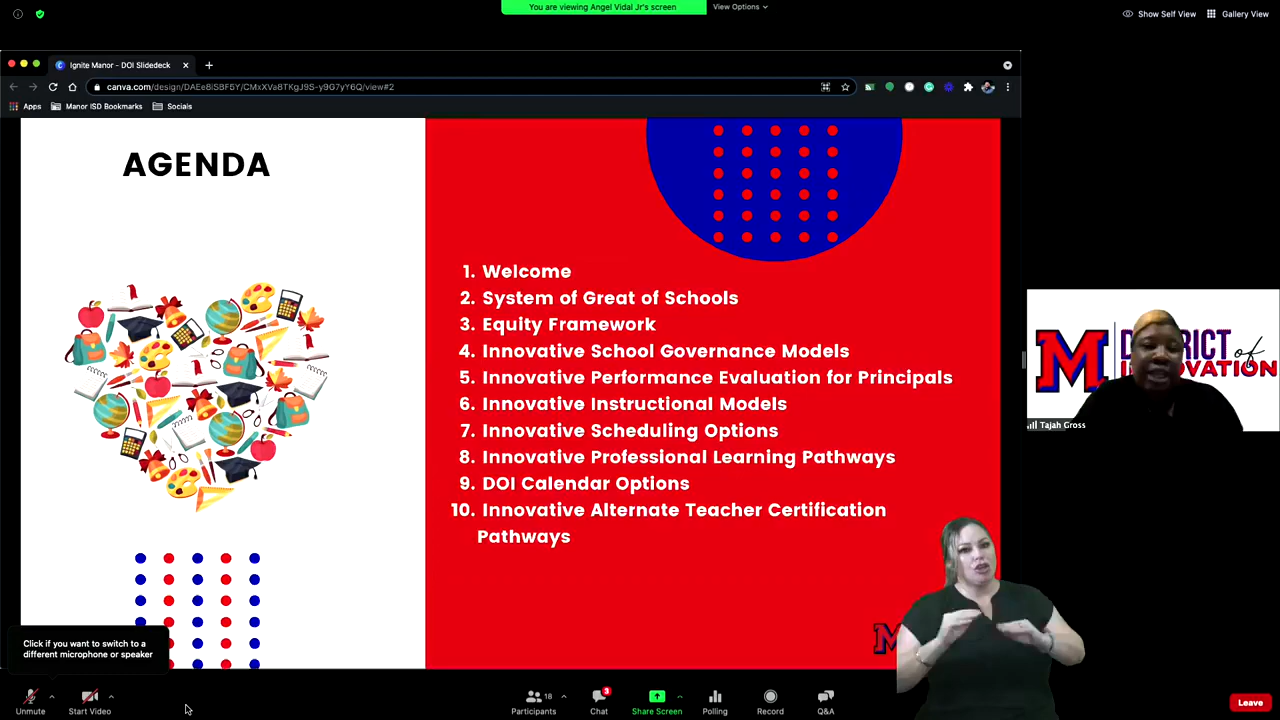 You are viewing Angel Vidal Jr's screen
View Options
Show Self View
Gallery View
Ignite Manor - DOI Slidedeck
canva.com/design/DAEe8iSBF5Y/CMxXVa8TKgJ9S-y9G7yY6Q/view#2
Apps
Manor ISD Bookmarks
Socials
AGENDA
1. Welcome
2. System of Great of Schools
3. Equity Framework
4. Innovative School Governance Models
5. Innovative Performance Evaluation for Principals
6. Innovative Instructional Models
7. Innovative Scheduling Options
8. Innovative Professional Learning Pathways
9. DOI Calendar Options
10. Innovative Alternate Teacher Certification
Pathways
M
of
Tajah Gross
M
Click if you want to switch to a
different microphone or speaker
Unmute
Start Video
Participants
18
Chat
3
Share Screen
Polling
Record
Q&A
Leave